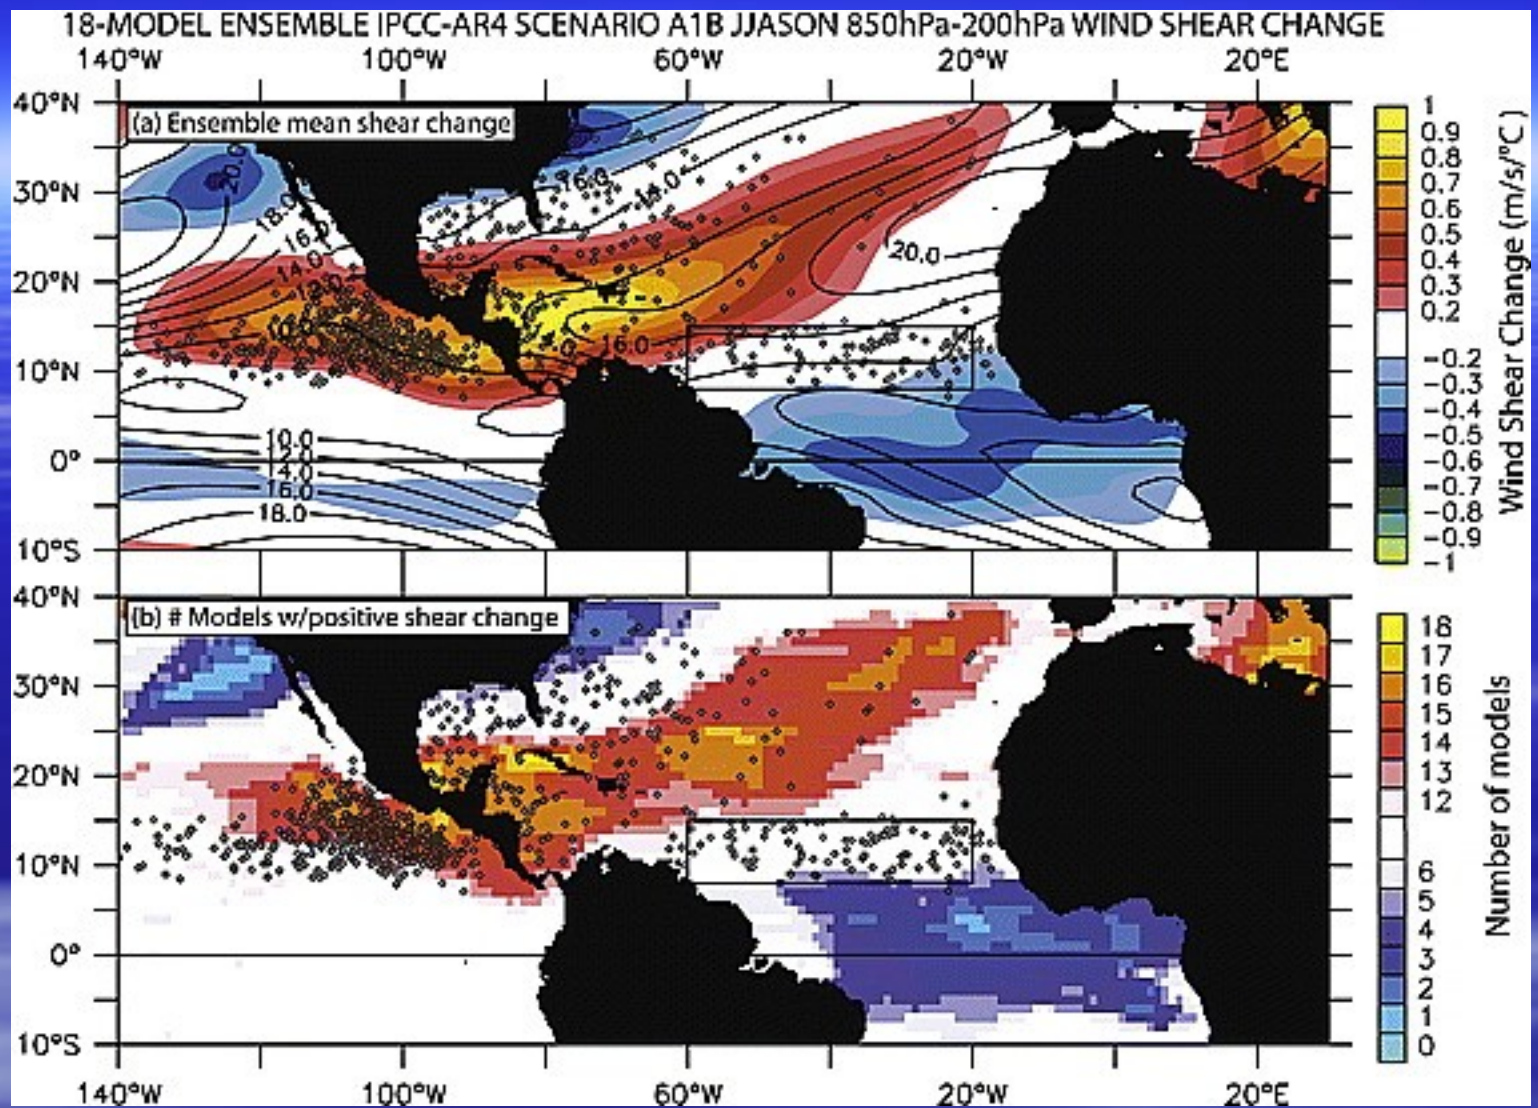 18-MODEL ENSEMBLE IPCC-AR4 SCENARIO A1B JJASON 850hPa-200hPa WIND SHEAR CHANGE
140°W 100°W 60°W 20°W 20°E
40°N
30°N
20°N
10°N
0°
10°S
(a) Ensemble mean shear change
20.0
18.0
16.0
14.0
12.0
10.0
16.0
14.0
20.0
16.0
10.0
12.0
14.0
16.0
18.0
1
0.9
0.8
0.7
0.6
0.5
0.4
0.3
0.2
-0.2
-0.3
-0.4
-0.5
-0.6
-0.7
-0.8
-0.9
-1
Wind Shear Change (m/s/°C)
40°N
30°N
20°N
10°N
0°
10°S
(b) # Models w/positive shear change
18
17
16
15
14
13
12
6
5
4
3
2
1
0
Number of models
140°W 100°W 60°W 20°W 20°E